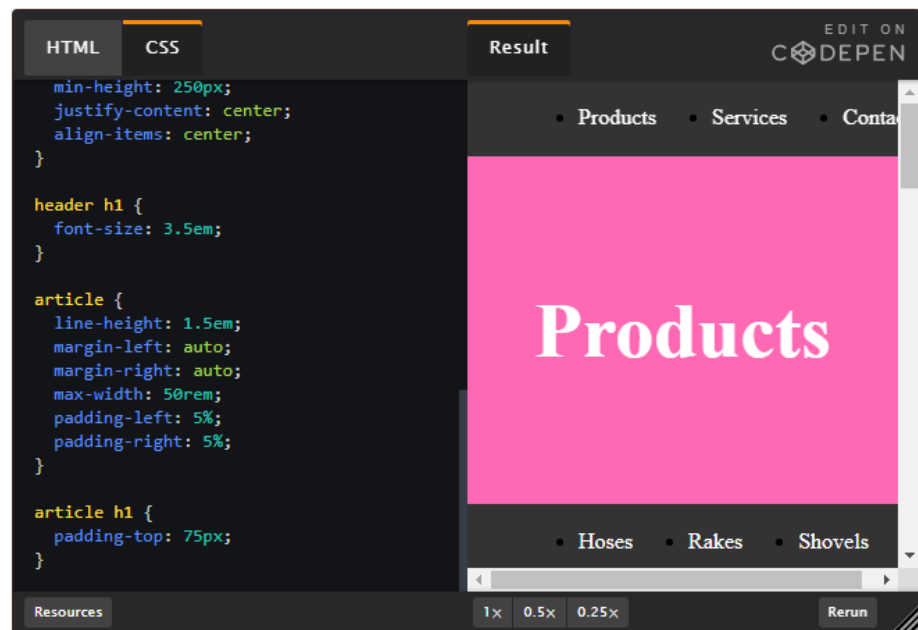 HTML CSS
min-height: 250px;
justify-content: center;
align-items: center;
}
header h1 {
font-size: 3.5em;
}
article {
line-height: 1.5em;
margin-left: auto;
margin-right: auto;
max-width: 50rem;
padding-left: 5%;
padding-right: 5%;
}
article h1 {
padding-top: 75px;
}
Resources
Result
EDIT ON
CODEPEN
Products Services
Products
Hoses Rakes Shovels
1× 0.5× 0.25× Rerun